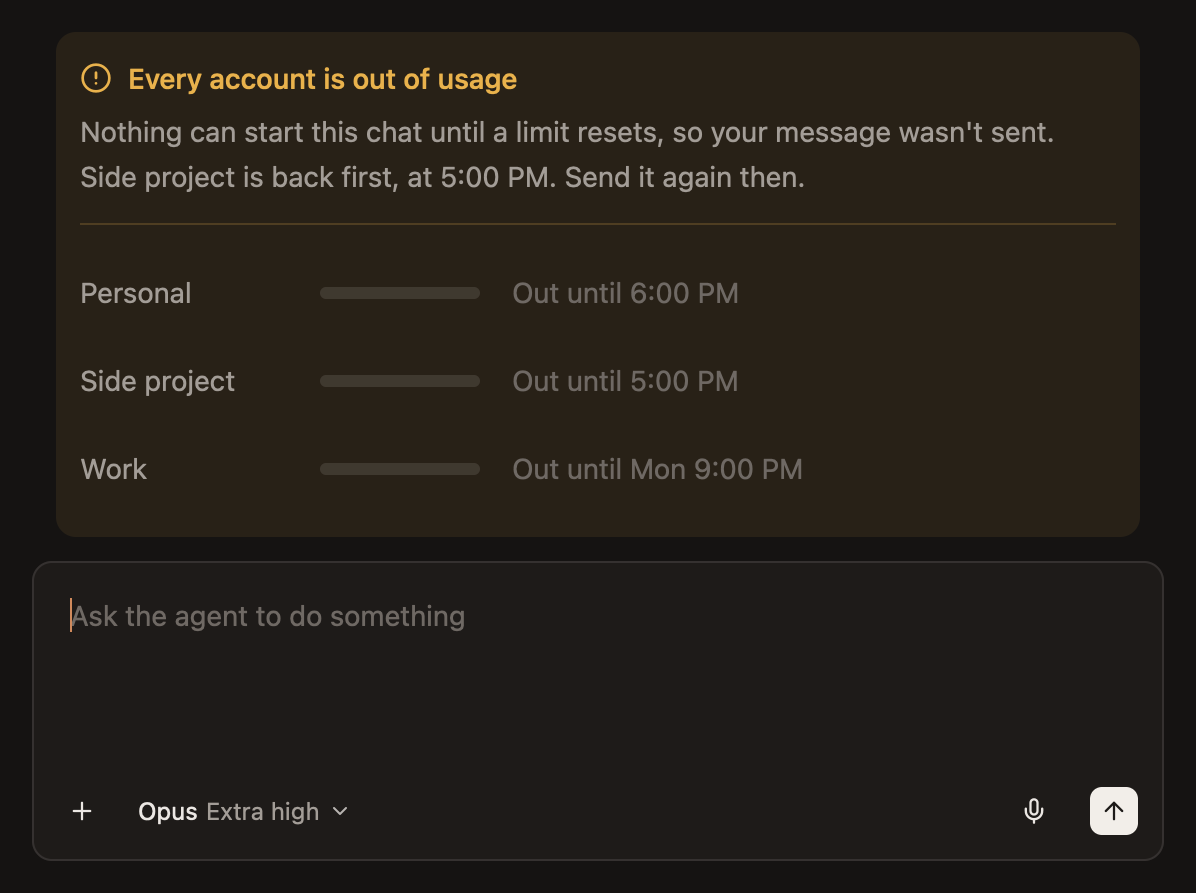 Every account is out of usage
Nothing can start this chat until a limit resets, so your message wasn't sent.
Side project is back first, at 5:00 PM. Send it again then.
Personal Out until 6:00 PM
Side project Out until 5:00 PM
Work Out until Mon 9:00 PM
Ask the agent to do something
Opus Extra high